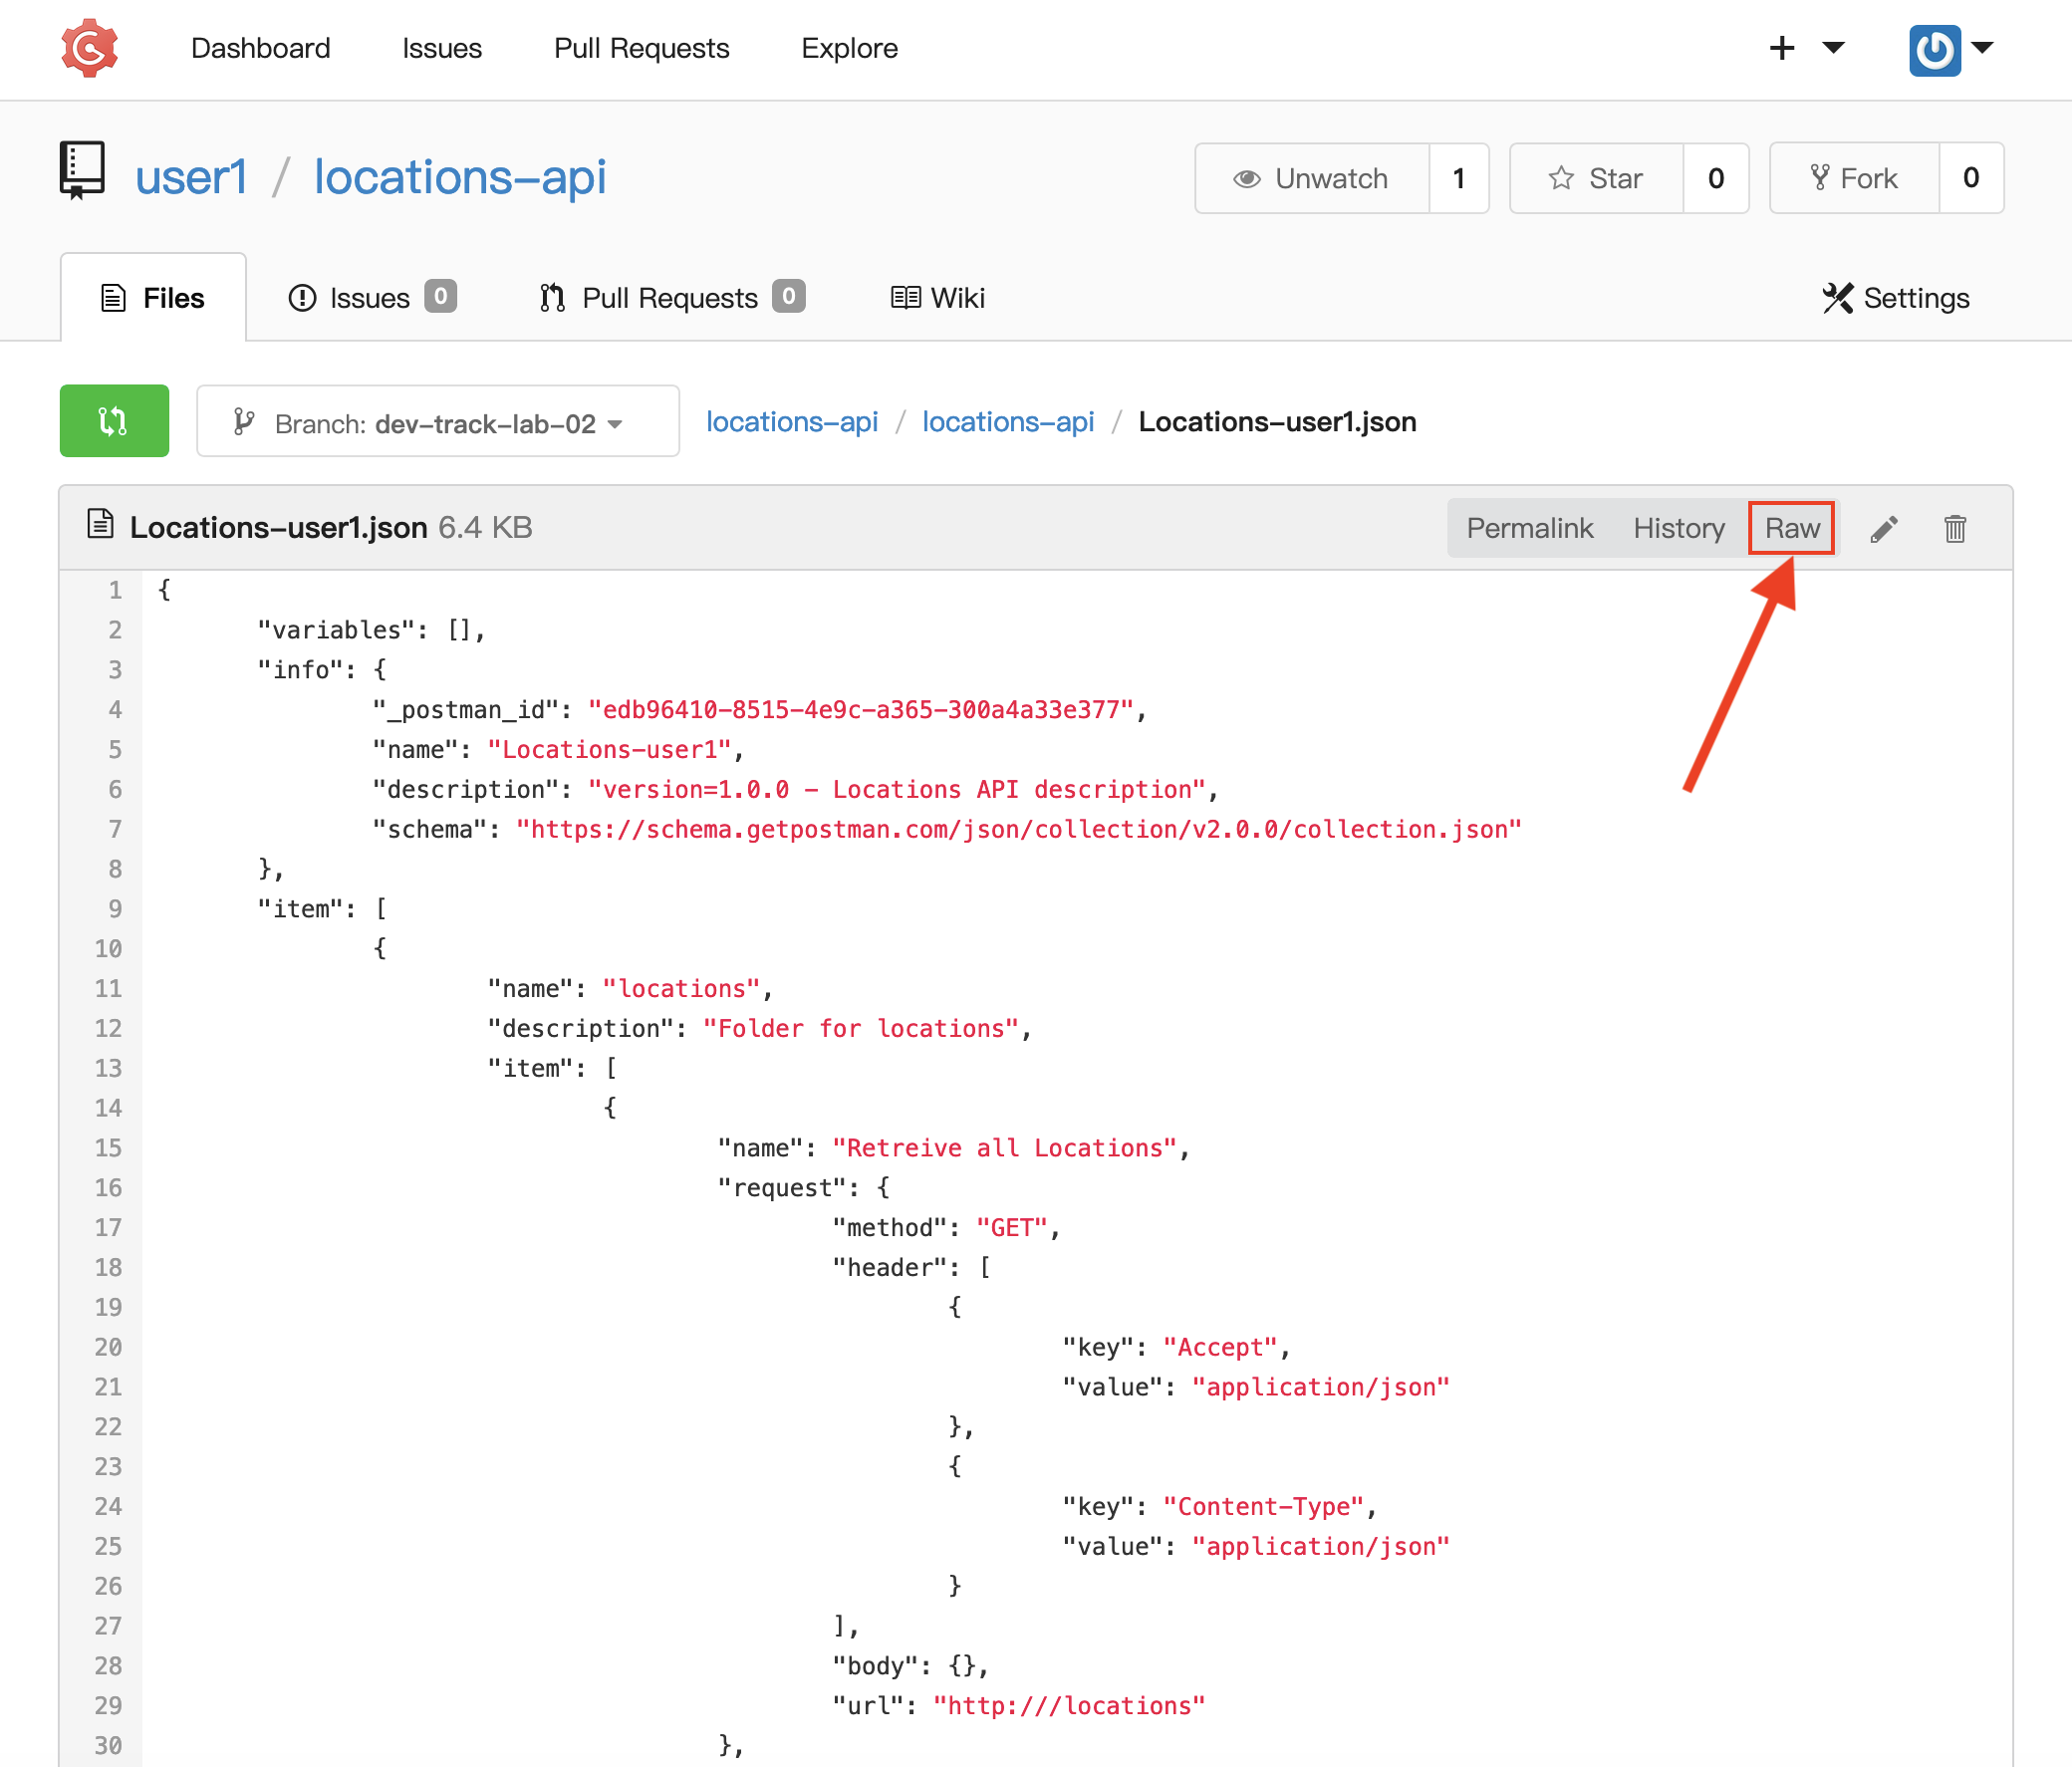 Dashboard Issues Pull Requests Explore
user1 / locations-api
Unwatch 1 Star 0 Fork 0
Files Issues 0 Pull Requests 0 Wiki Settings
Branch: dev-track-lab-02 locations-api / locations-api / Locations-user1.json
Locations-user1.json 6.4 KB Permalink History Raw
1 {
2 "variables": [],
3 "info": {
4 "_postman_id": "edb96410-8515-4e9c-a365-300a4a33e377",
5 "name": "Locations-user1",
6 "description": "version=1.0.0 - Locations API description",
7 "schema": "https://schema.getpostman.com/json/collection/v2.0.0/collection.json"
8 },
9 "item": [
10 {
11 "name": "locations",
12 "description": "Folder for locations",
13 "item": [
14 {
15 "name": "Retreive all Locations",
16 "request": {
17 "method": "GET",
18 "header": [
19 {
20 "key": "Accept",
21 "value": "application/json"
22 },
23 {
24 "key": "Content-Type",
25 "value": "application/json"
26 }
27 ],
28 "body": {},
29 "url": "http:///locations"
30 },